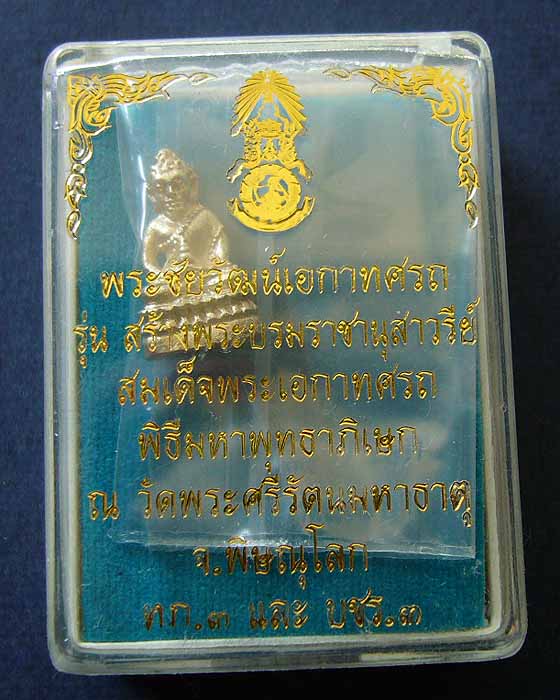 พระชัยวัฒน์เอกาทศรถ
รุ่น สร้างพระบรมราชานุสาวรีย์
สมเด็จพระเอกาทศรถ
พิธีมหาพุทธาภิเษก
ณ วัดพระศรีรัตนมหาธาตุ
จ.พิษณุโลก
ทภ.๓ และ บชร.๓